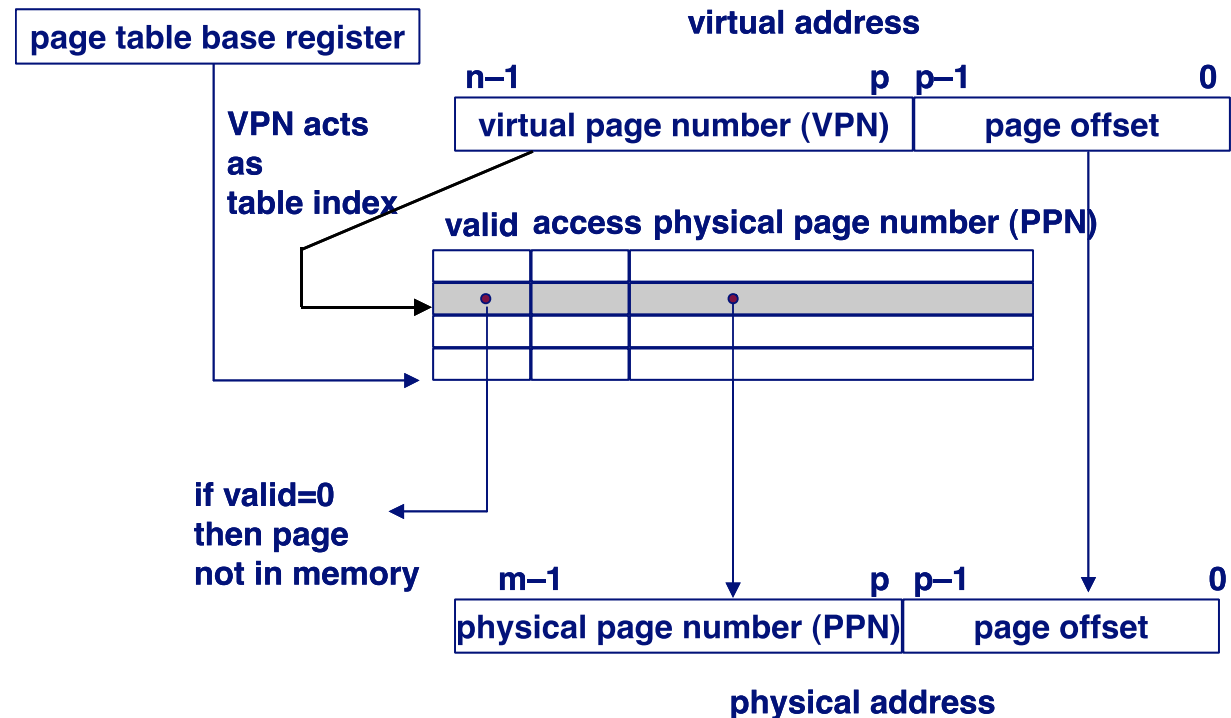 page table base register
virtual address
n–1 p p–1 0
virtual page number (VPN) page offset
VPN acts
as
table index
valid access physical page number (PPN)
if valid=0
then page
not in memory
m–1 p p–1 0
physical page number (PPN) page offset
physical address